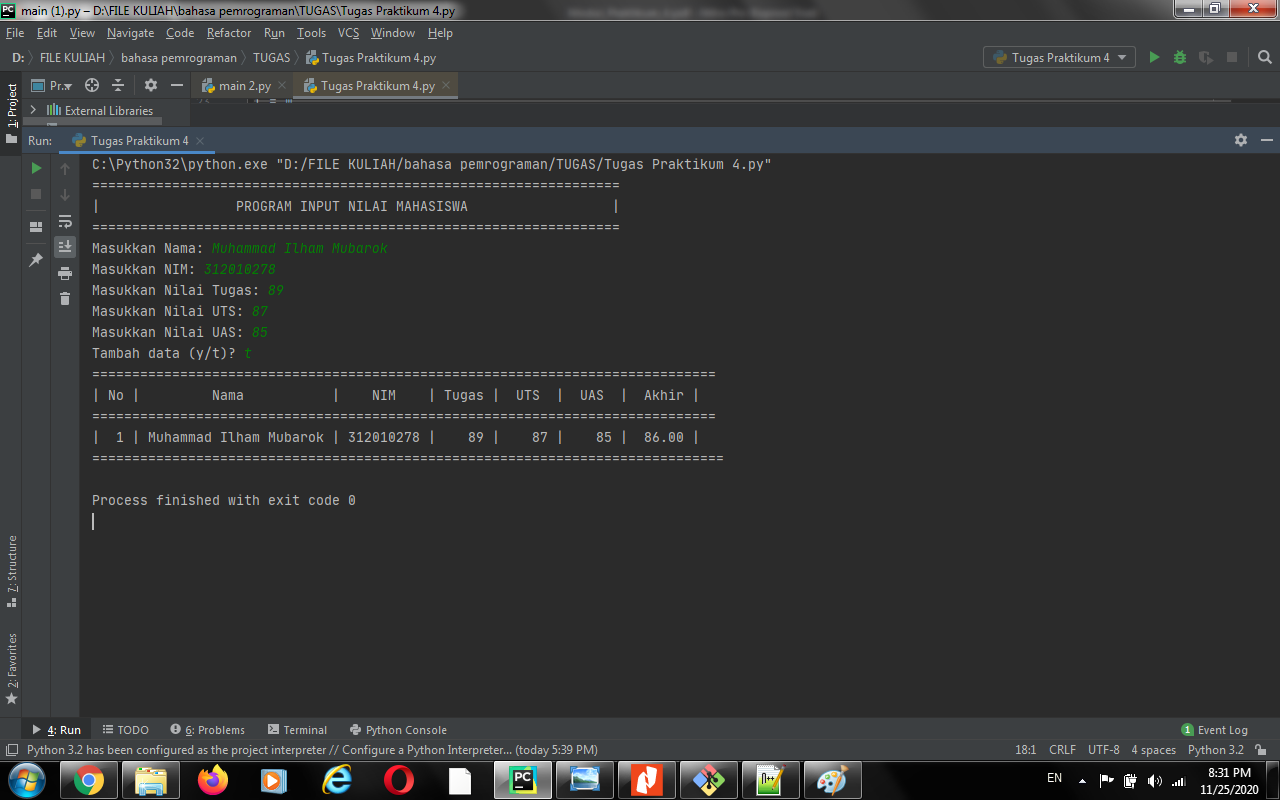 main (1).py – D:\FILE KULIAH\bahasa pemrograman\TUGAS\Tugas Praktikum 4.py
File Edit View Navigate Code Refactor Run Tools VCS Window Help
D: FILE KULIAH bahasa pemrograman TUGAS Tugas Praktikum 4.py Tugas Praktikum 4
1: Project
Pr... main 2.py Tugas Praktikum 4.py
External Libraries
Run: Tugas Praktikum 4
C:\Python32\python.exe "D:/FILE KULIAH/bahasa pemrograman/TUGAS/Tugas Praktikum 4.py"
==================================================================
| PROGRAM INPUT NILAI MAHASISWA |
==================================================================
Masukkan Nama: Muhammad Ilham Mubarok
Masukkan NIM: 312010278
Masukkan Nilai Tugas: 89
Masukkan Nilai UTS: 87
Masukkan Nilai UAS: 85
Tambah data (y/t)? t
==============================================================================
| No | Nama | NIM | Tugas | UTS | UAS | Akhir |
==============================================================================
| 1 | Muhammad Ilham Mubarok | 312010278 | 89 | 87 | 85 | 86.00 |
===============================================================================
Process finished with exit code 0
7: Structure
2: Favorites
4: Run TODO 6: Problems Terminal Python Console 1 Event Log
Python 3.2 has been configured as the project interpreter // Configure a Python Interpreter... (today 5:39 PM) 18:1 CRLF UTF-8 4 spaces Python 3.2
EN 8:31 PM
11/25/2020